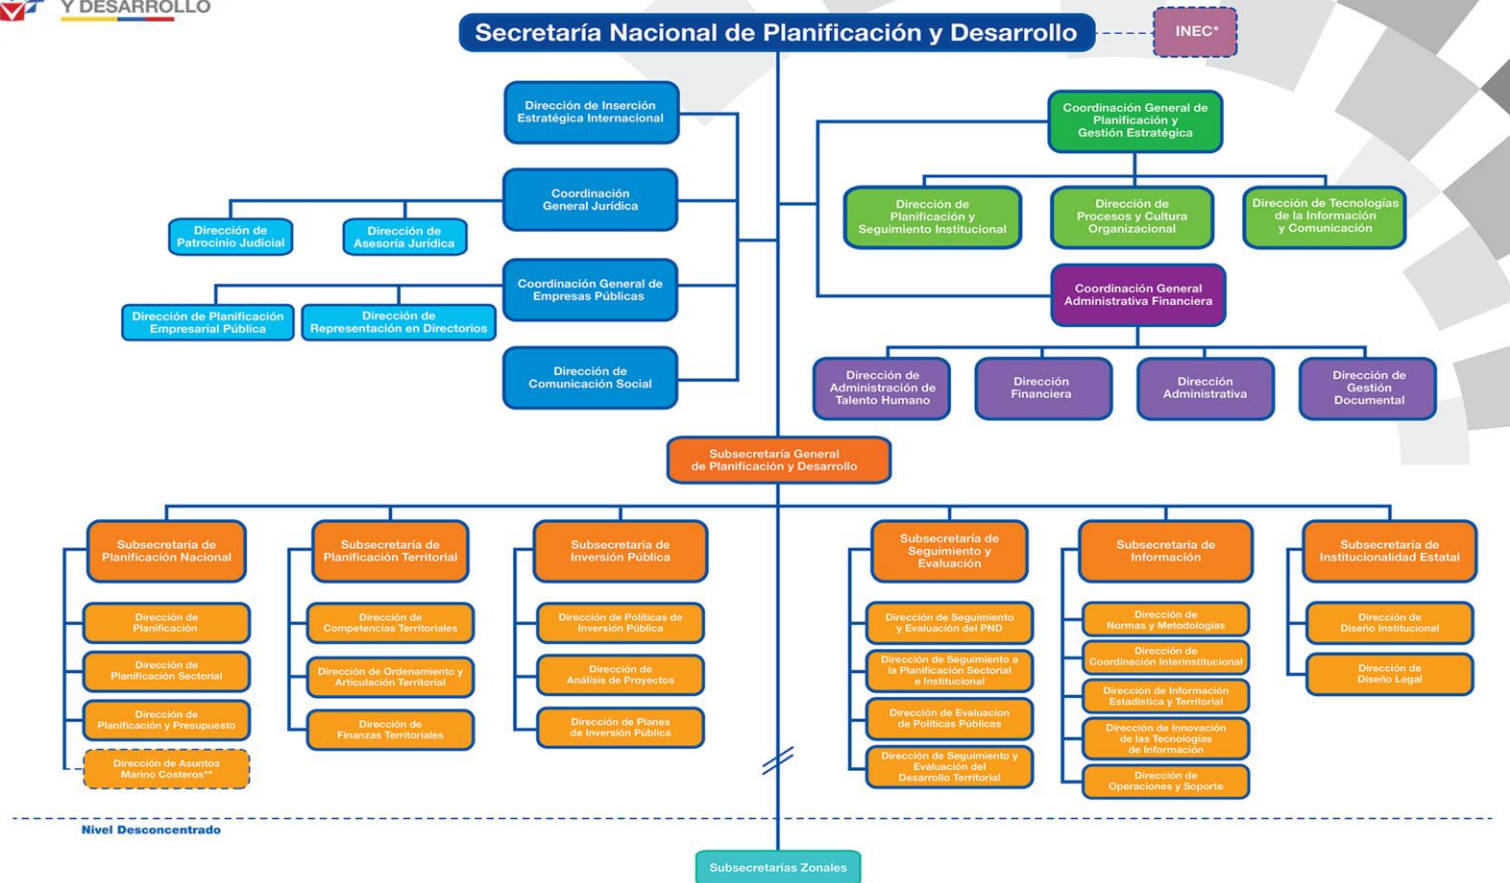 Y DESARROLLO
Secretaría Nacional de Planificación y Desarrollo
INEC*
Dirección de Inserción
Estratégica Internacional
Coordinación
General Jurídica
Dirección de
Patrocinio Judicial
Dirección de
Asesoría Jurídica
Coordinación General de
Empresas Públicas
Dirección de Planificación
Empresarial Pública
Dirección de
Representación en Directorios
Dirección de
Comunicación Social
Coordinación General de
Planificación y
Gestión Estratégica
Dirección de
Planificación y
Seguimiento Institucional
Dirección de
Procesos y Cultura
Organizacional
Dirección de Tecnologías
de la Información
y Comunicación
Coordinación General
Administrativa Financiera
Dirección de
Administración de
Talento Humano
Dirección
Financiera
Dirección
Administrativa
Dirección de
Gestión
Documental
Subsecretaría General
de Planificación y Desarrollo
Subsecretaría de
Planificación Nacional
Dirección de
Planificación
Dirección de
Planificación Sectorial
Dirección de
Planificación y Presupuesto
Dirección de Asuntos
Marino Costeros**
Subsecretaría de
Planificación Territorial
Dirección de
Competencias Territoriales
Dirección de Ordenamiento y
Articulación Territorial
Dirección de
Finanzas Territoriales
Subsecretaría de
Inversión Pública
Dirección de Políticas de
Inversión Pública
Dirección de
Análisis de Proyectos
Dirección de Planes
de Inversión Pública
Subsecretaría de
Seguimiento y
Evaluación
Dirección de Seguimiento
y Evaluación del PND
Dirección de Seguimiento a
la Planificación Sectorial
e Institucional
Dirección de Evaluacion
de Políticas Públicas
Dirección de Seguimiento y
Evaluación del
Desarrollo Territorial
Subsecretaría de
Información
Dirección de
Normas y Metodologías
Dirección de
Coordinación Interinstitucional
Dirección de Información
Estadística y Territorial
Dirección de Innovación
de las Tecnologías
de Información
Dirección de
Operaciones y Soporte
Subsecretaría de
Institucionalidad Estatal
Dirección de
Diseño Institucional
Dirección de
Diseño Legal
Nivel Desconcentrado
Subsecretarías Zonales